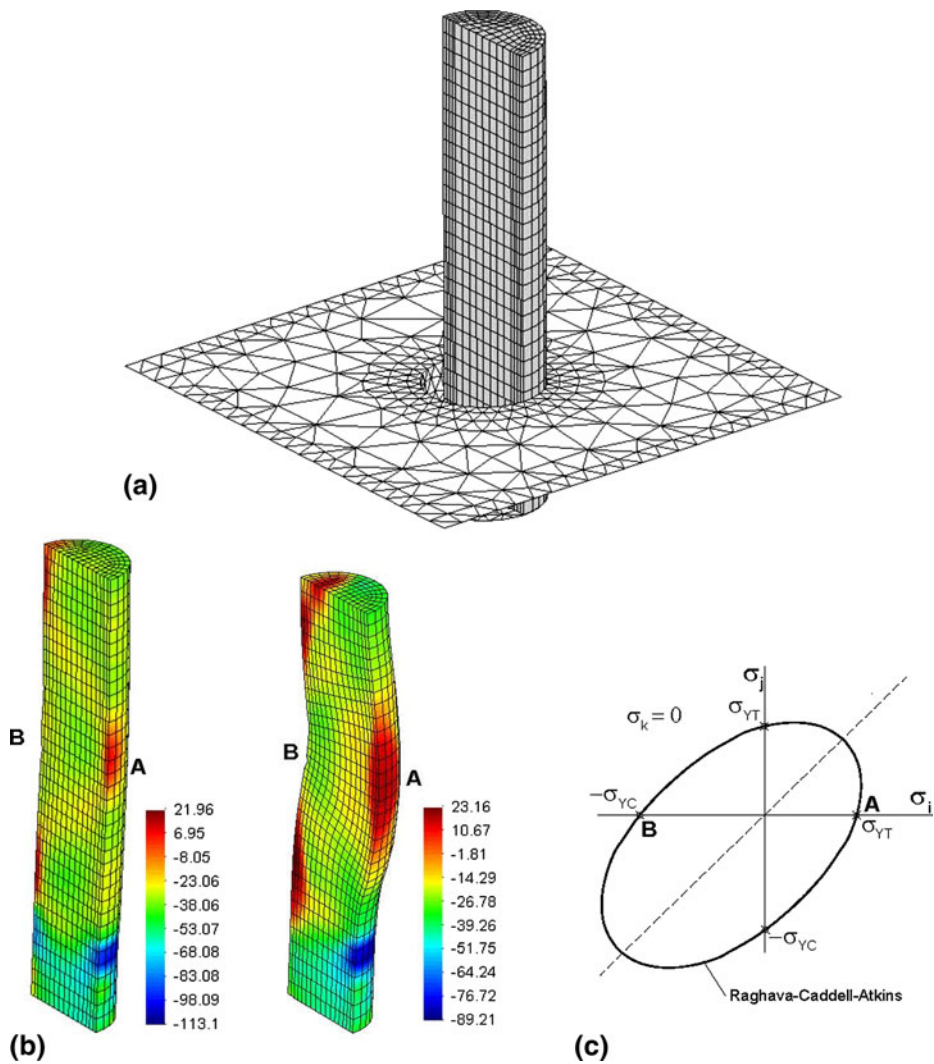 (a)
B
A
21.96
6.95
-8.05
-23.06
-38.06
-53.07
-68.08
-83.08
-98.09
-113.1
B
A
23.16
10.67
-1.81
-14.29
-26.78
-39.26
-51.75
-64.24
-76.72
-89.21
(b)
σj
σYT
σk = 0
−σYC
B
A
σi
σYT
−σYC
Raghava-Caddell-Atkins
(c)